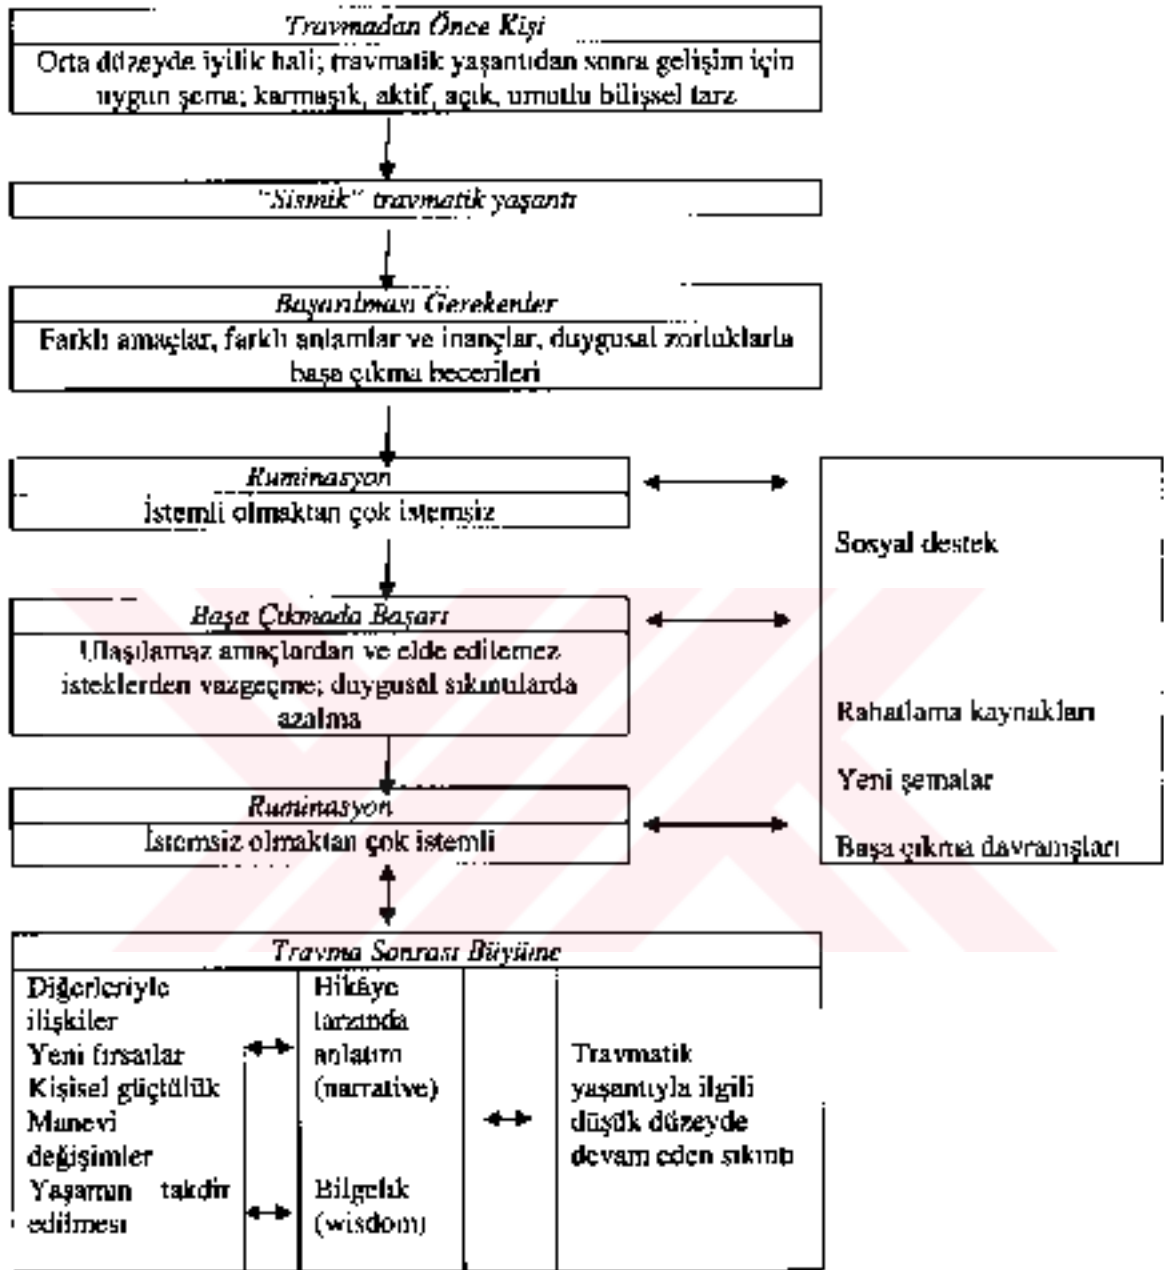 Travmadan Önce Kişi
Orta düzeyde iyilik hali; travmatik yaşantıdan sonra gelişim için
uygun şema; karmaşık, aktif, açık, umutlu bilişsel tarz
"Sismik" travmatik yaşantı
Başarılması Gerekenler
Farklı amaçlar, farklı anlamlar ve inançlar, duygusal zorluklarla
başa çıkma becerileri
Ruminasyon
İstemli olmaktan çok istemsiz
Başa Çıkmada Başarı
Ulaşılamaz amaçlardan ve elde edilemez
isteklerden vazgeçme; duygusal sıkıntılarda
azalma
Ruminasyon
İstemsiz olmaktan çok istemli
Sosyal destek
Rahatlama kaynakları
Yeni şemalar
Başa çıkma davranışları
Travma Sonrası Büyüme
Diğerleriyle
ilişkiler
Yeni fırsatlar
Kişisel güçlülük
Manevi
değişimler
Yaşamın takdir
edilmesi
Hikâye
tarzında
anlatım
(narrative)
Bilgelik
(wisdom)
Travmatik
yaşantıyla ilgili
düşük düzeyde
devam eden sıkıntı